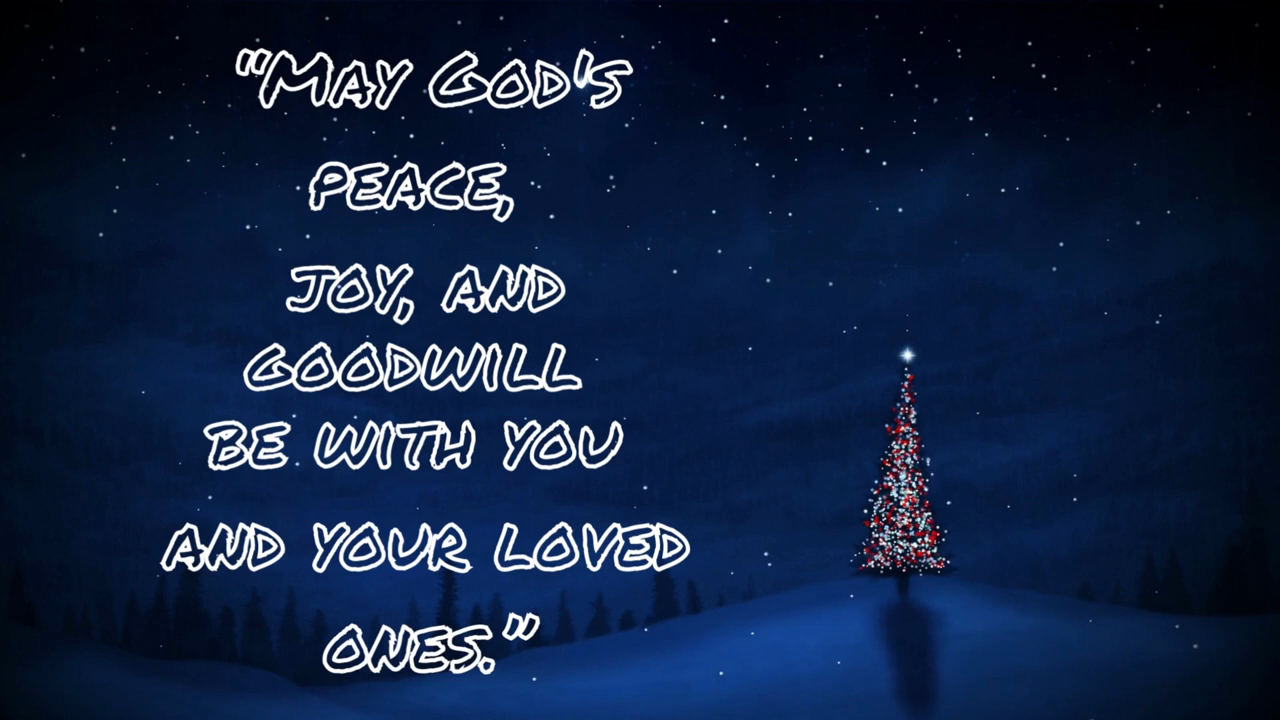 "MAY GOD'S
PEACE,
JOY, AND
GOODWILL
BE WITH YOU
AND YOUR LOVED
ONES."